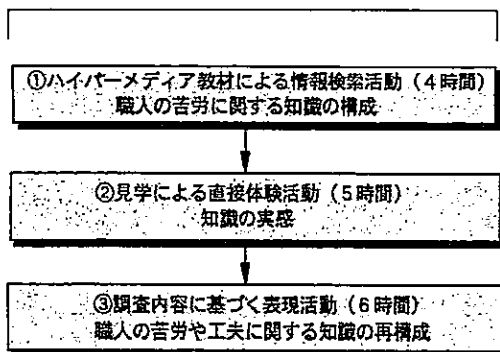 ①ハイパーメディア教材による情報検索活動（4時間）
職人の苦労に関する知識の構成
②見学による直接体験活動（5時間）
知識の実感
③調査内容に基づく表現活動（6時間）
職人の苦労や工夫に関する知識の再構成